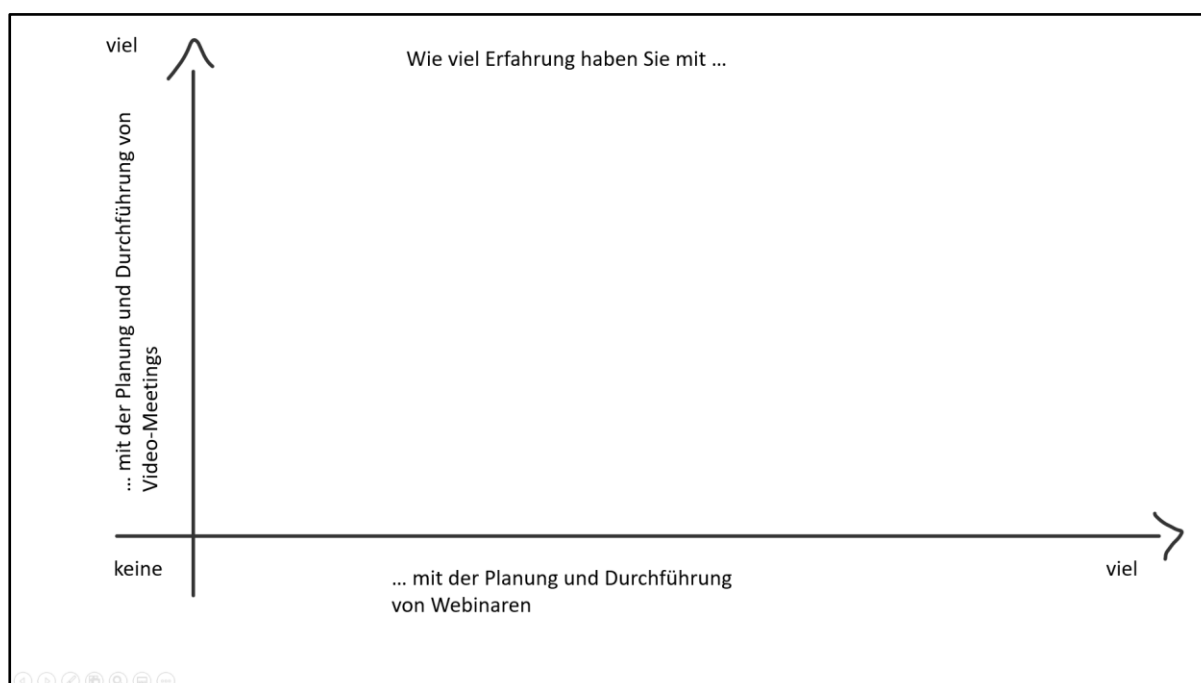 viel
Wie viel Erfahrung haben Sie mit ...
... mit der Planung und Durchführung von
Video-Meetings
keine
... mit der Planung und Durchführung
von Webinaren
viel